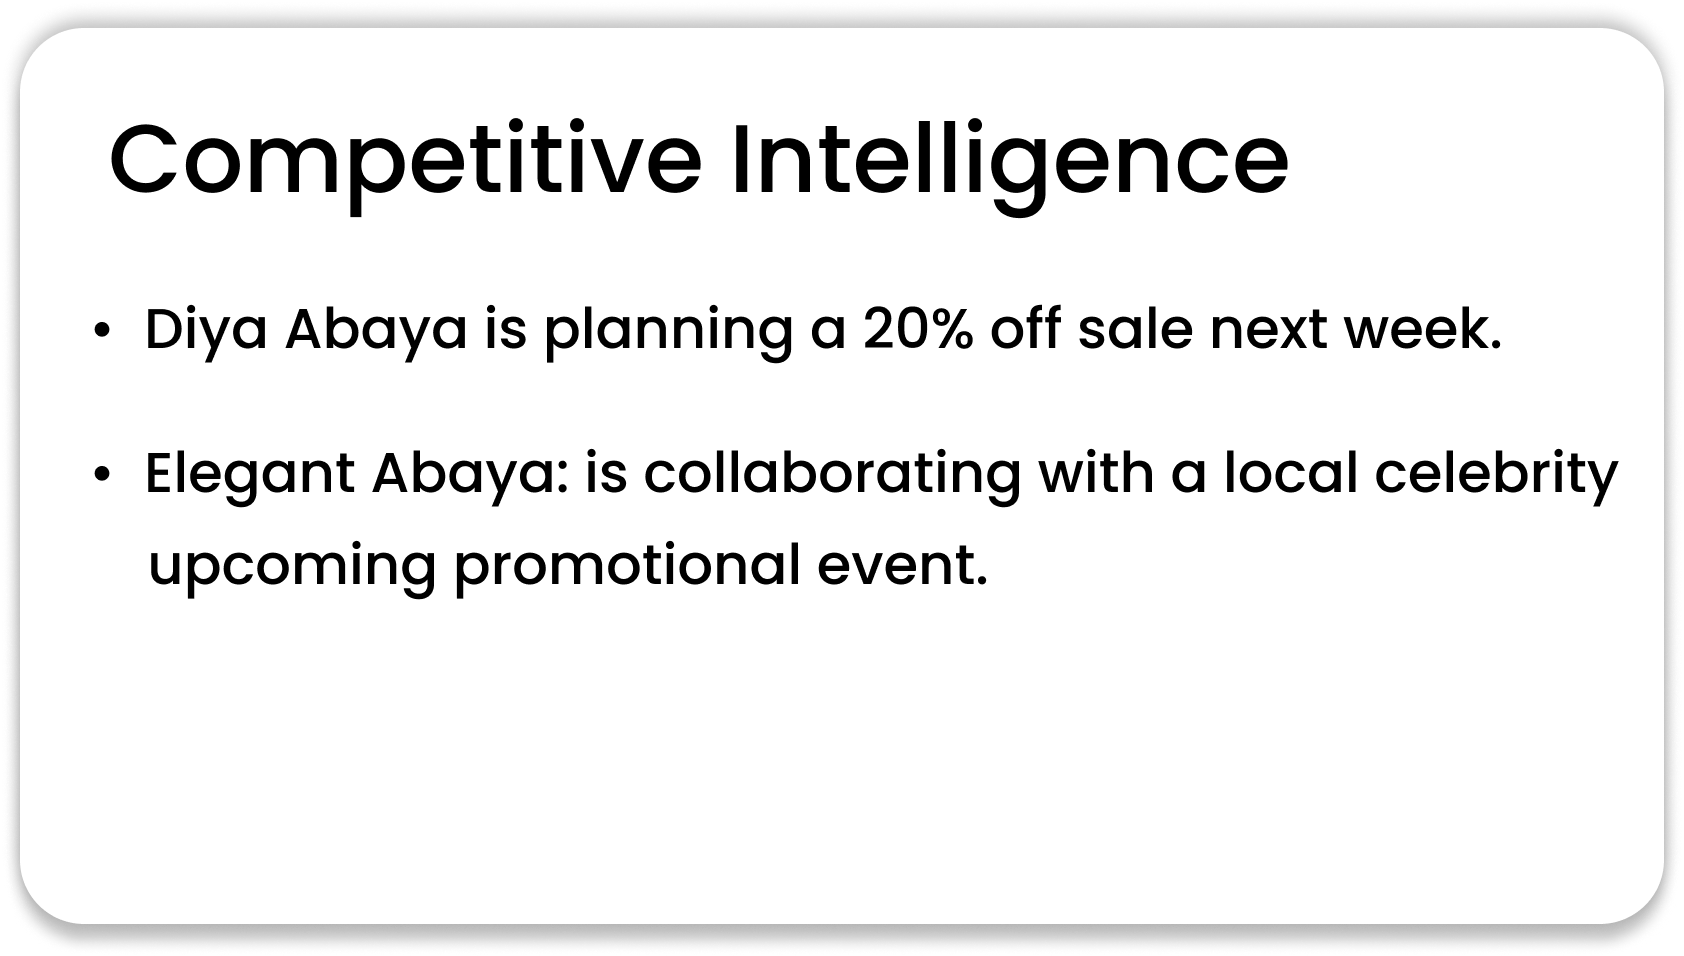 Competitive Intelligence
• Diya Abaya is planning a 20% off sale next week.
• Elegant Abaya: is collaborating with a local celebrity
upcoming promotional event.